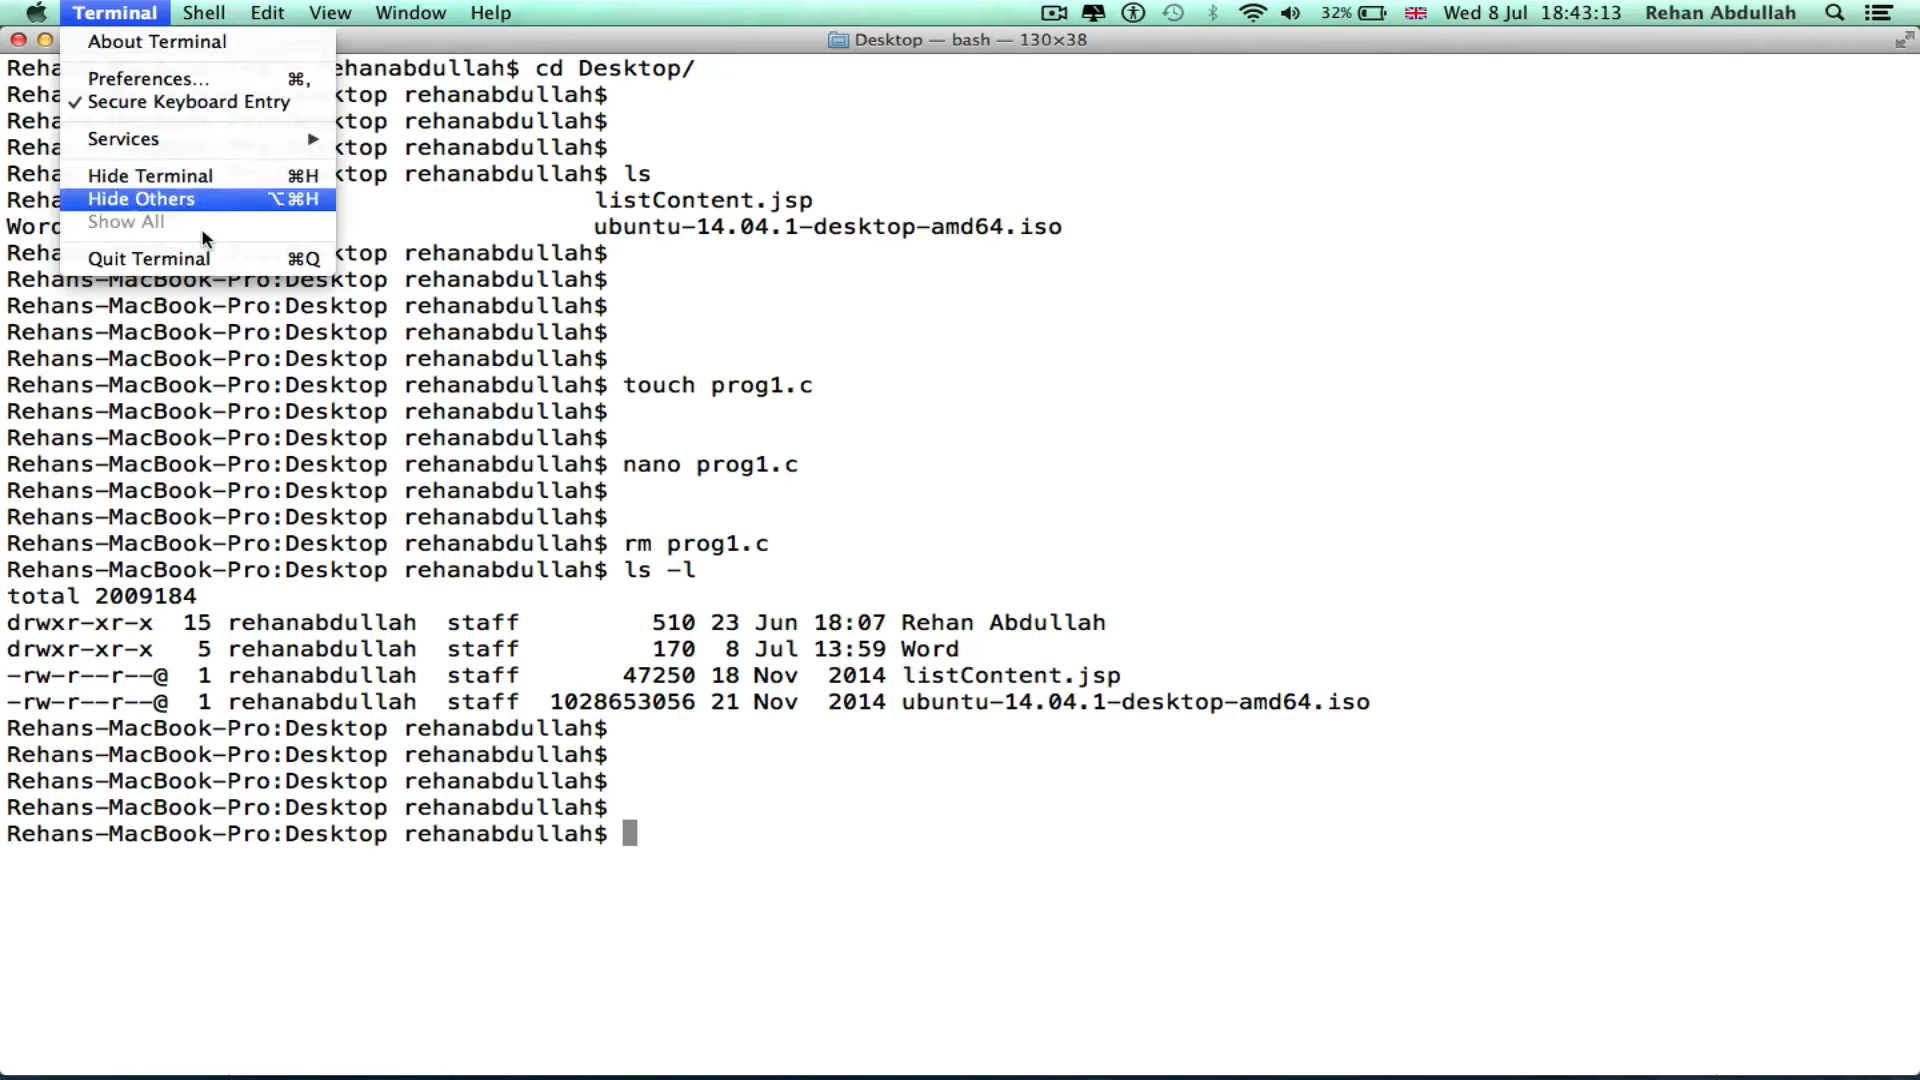 Terminal Shell Edit View Window Help 32% Wed 8 Jul 18:43:13 Rehan Abdullah
Desktop — bash — 130×38
About Terminal
Preferences... ⌘,
✓ Secure Keyboard Entry
Services ▶
Hide Terminal ⌘H
Hide Others ⌥⌘H
Show All
Quit Terminal ⌘Q
Reha ehanabdullah$ cd Desktop/
Reha ktop rehanabdullah$
Reha ktop rehanabdullah$
Reha ktop rehanabdullah$
Reha ktop rehanabdullah$ ls
Reha listContent.jsp
Word ubuntu-14.04.1-desktop-amd64.iso
Reha ktop rehanabdullah$
Rehans-MacBook-Pro:Desktop rehanabdullah$
Rehans-MacBook-Pro:Desktop rehanabdullah$
Rehans-MacBook-Pro:Desktop rehanabdullah$
Rehans-MacBook-Pro:Desktop rehanabdullah$
Rehans-MacBook-Pro:Desktop rehanabdullah$ touch prog1.c
Rehans-MacBook-Pro:Desktop rehanabdullah$
Rehans-MacBook-Pro:Desktop rehanabdullah$
Rehans-MacBook-Pro:Desktop rehanabdullah$ nano prog1.c
Rehans-MacBook-Pro:Desktop rehanabdullah$
Rehans-MacBook-Pro:Desktop rehanabdullah$
Rehans-MacBook-Pro:Desktop rehanabdullah$ rm prog1.c
Rehans-MacBook-Pro:Desktop rehanabdullah$ ls -l
total 2009184
drwxr-xr-x 15 rehanabdullah staff 510 23 Jun 18:07 Rehan Abdullah
drwxr-xr-x 5 rehanabdullah staff 170 8 Jul 13:59 Word
-rw-r--r--@ 1 rehanabdullah staff 47250 18 Nov 2014 listContent.jsp
-rw-r--r--@ 1 rehanabdullah staff 1028653056 21 Nov 2014 ubuntu-14.04.1-desktop-amd64.iso
Rehans-MacBook-Pro:Desktop rehanabdullah$
Rehans-MacBook-Pro:Desktop rehanabdullah$
Rehans-MacBook-Pro:Desktop rehanabdullah$
Rehans-MacBook-Pro:Desktop rehanabdullah$
Rehans-MacBook-Pro:Desktop rehanabdullah$